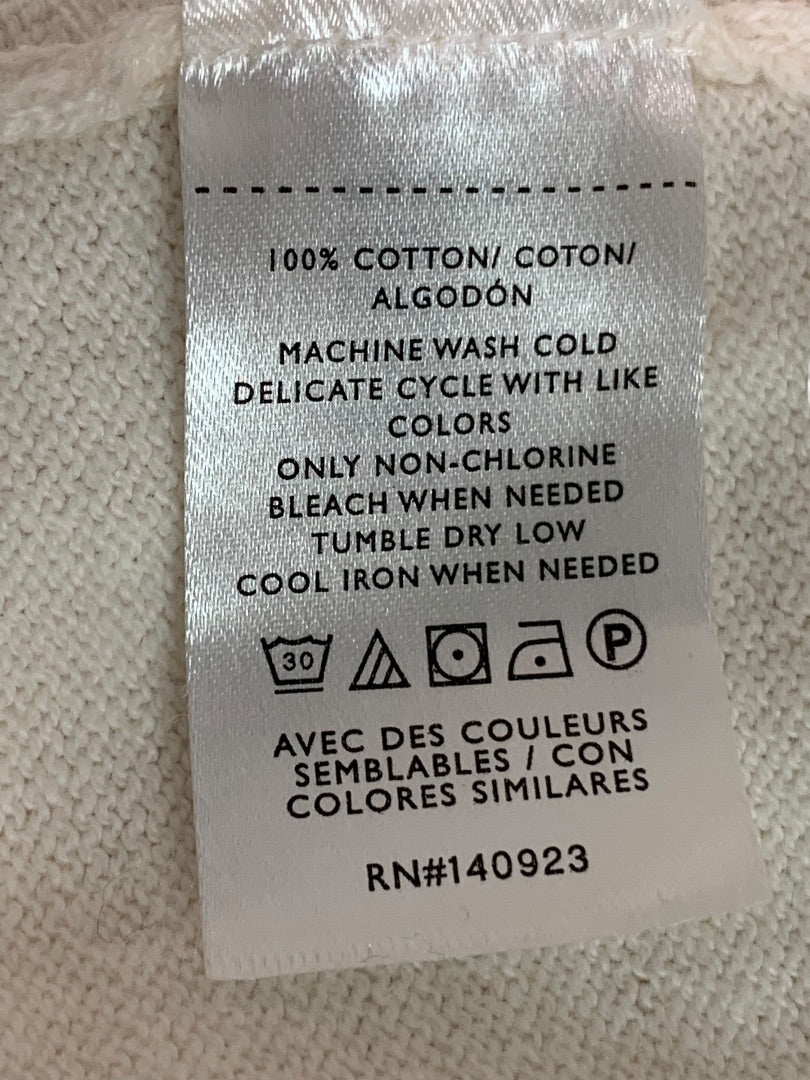 100% COTTON/ COTON/
ALGODÓN
MACHINE WASH COLD
DELICATE CYCLE WITH LIKE
COLORS
ONLY NON-CHLORINE
BLEACH WHEN NEEDED
TUMBLE DRY LOW
COOL IRON WHEN NEEDED
30 P
AVEC DES COULEURS
SEMBLABLES / CON
COLORES SIMILARES
RN#140923